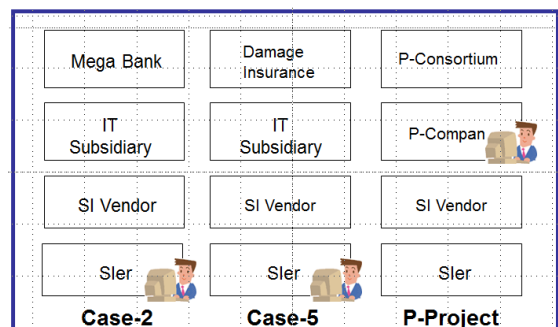 Mega Bank
Damage
Insurance
P-Consortium
IT
Subsidiary
IT
Subsidiary
P-Compan
SI Vendor
SI Vendor
SI Vendor
SIer
SIer
SIer
Case-2
Case-5
P-Project